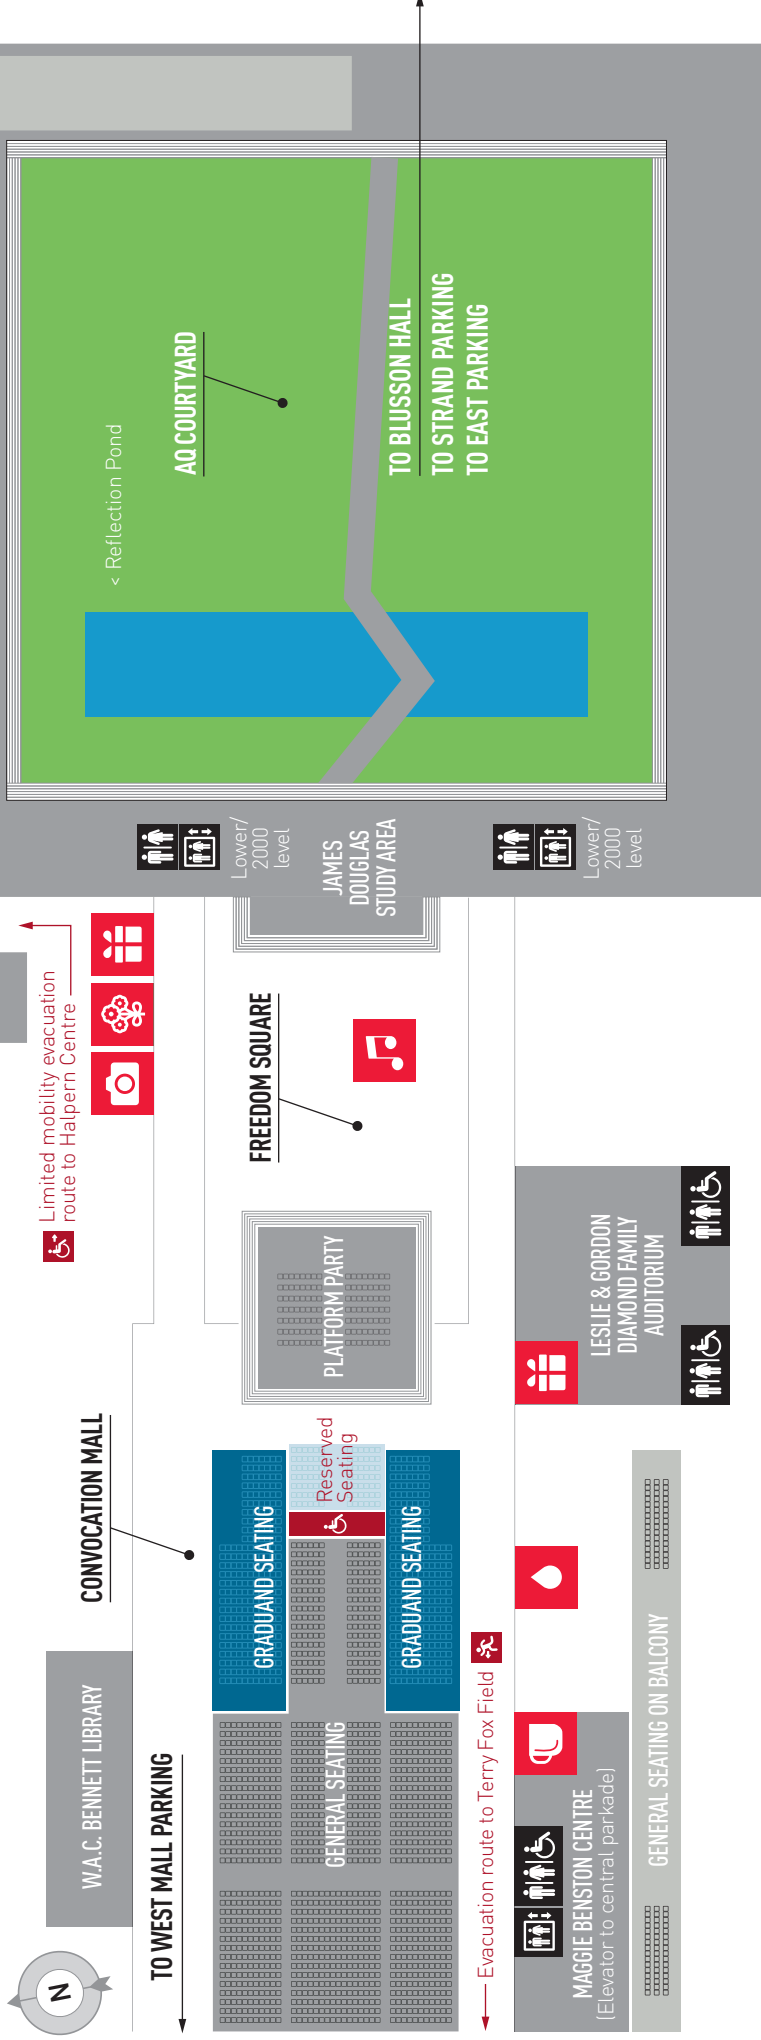 N
W.A.C. BENNETT LIBRARY
TO WEST MALL PARKING
CONVOCATION MALL
GENERAL SEATING
GRADUAND SEATING
GRADUAND SEATING
Reserved
Seating
PLATFORM PARTY
FREEDOM SQUARE
Limited mobility evacuation
route to Halpern Centre
Evacuation route to Terry Fox Field
MAGGIE BENSTON CENTRE
(Elevator to central parkade)
GENERAL SEATING ON BALCONY
LESLIE & GORDON
DIAMOND FAMILY
AUDITORIUM
Lower/
2000
level
JAMES
DOUGLAS
STUDY AREA
Lower/
2000
level
< Reflection Pond
AQ COURTYARD
TO BLUSSON HALL
TO STRAND PARKING
TO EAST PARKING